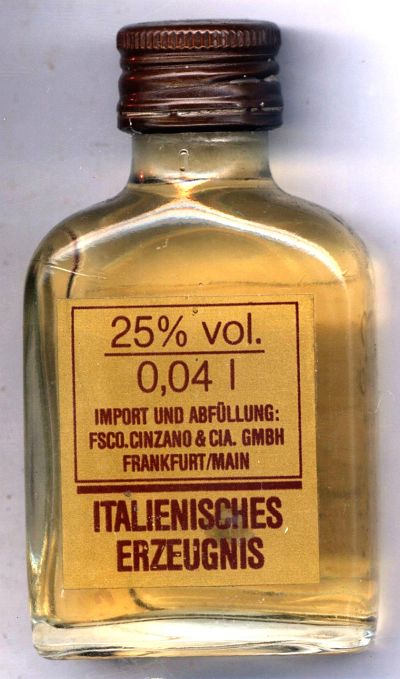 25% vol.
0,04 l
IMPORT UND ABFÜLLUNG:
FSCO.CINZANO & CIA. GMBH
FRANKFURT/MAIN
ITALIENISCHES
ERZEUGNIS